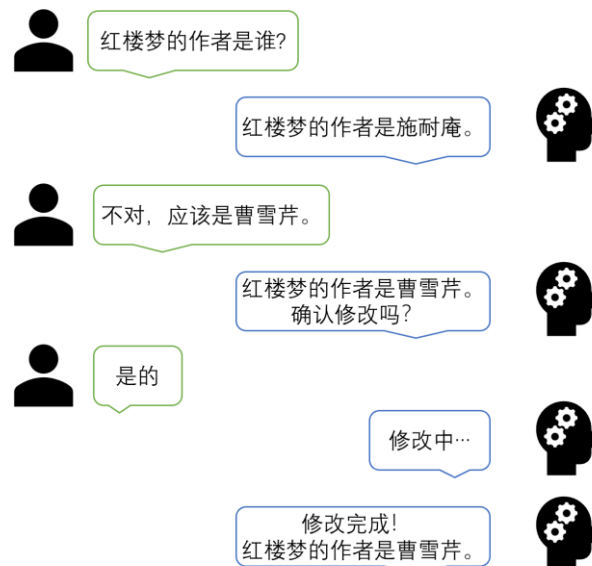 红楼梦的作者是谁?
红楼梦的作者是施耐庵。
不对，应该是曹雪芹。
红楼梦的作者是曹雪芹。
确认修改吗?
是的
修改中…
修改完成!
红楼梦的作者是曹雪芹。